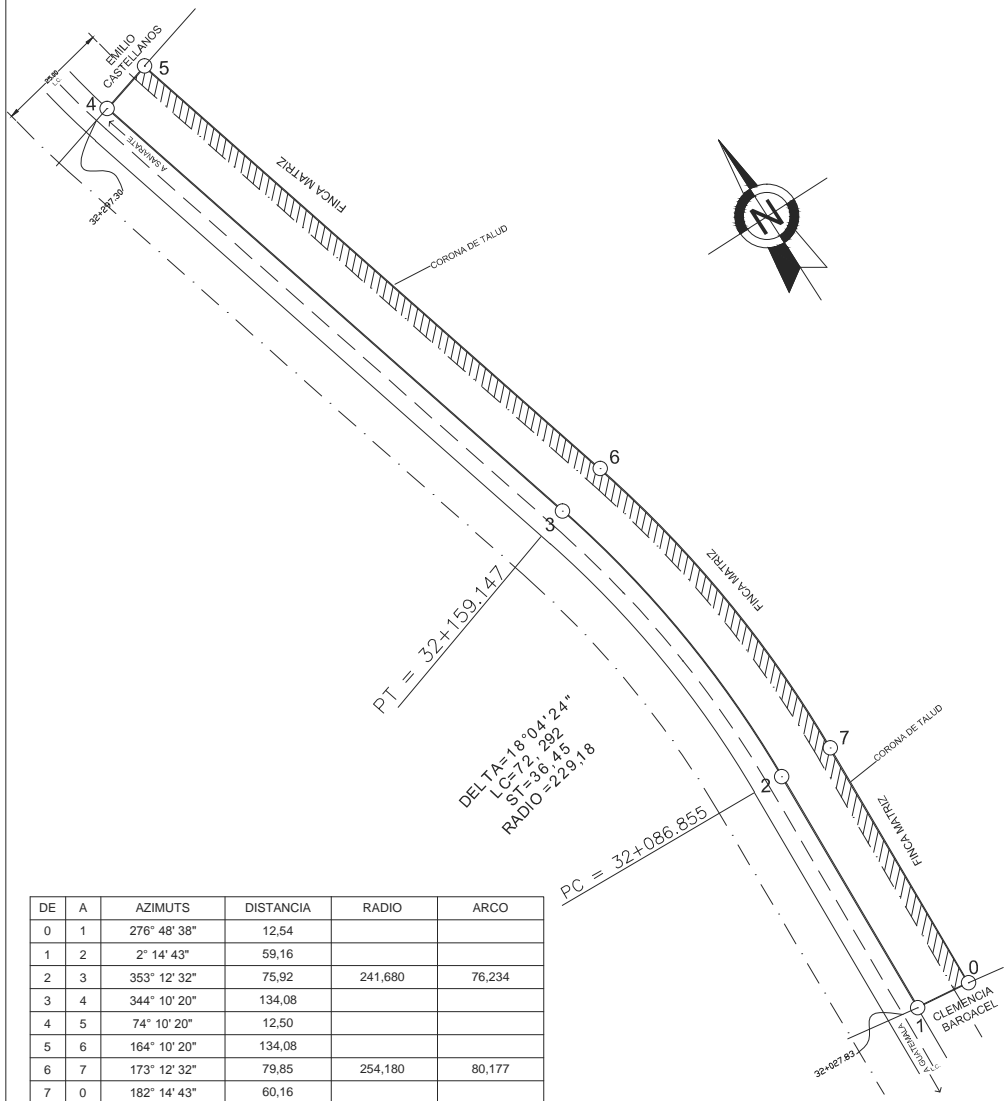 EMILIO
CASTELLANOS
5
25.00
L.C.
4
A SANARATE
FINCA MATRIZ
32+297.30
CORONA DE TALUD
N
6
3
FINCA MATRIZ
PT = 32+159.147
7
CORONA DE TALUD
DELTA=18°04'24"
LC=72, 292
ST=36,45
RADIO =229,18
2
FINCA MATRIZ
PC = 32+086.855
0
CLEMENCIA
BAROACEL
1
32+027.83
A GUATEMALA
DE A AZIMUTS DISTANCIA RADIO ARCO
0 1 276° 48' 38" 12,54
1 2 2° 14' 43" 59,16
2 3 353° 12' 32" 75,92 241,680 76,234
3 4 344° 10' 20" 134,08
4 5 74° 10' 20" 12,50
5 6 164° 10' 20" 134,08
6 7 173° 12' 32" 79,85 254,180 80,177
7 0 182° 14' 43" 60,16